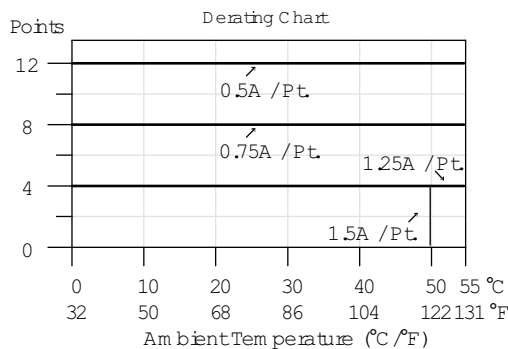 Derating Chart
Points
12
0.5A /Pt.
8
0.75A /Pt.
1.25A /Pt.
4
1.5A /Pt.
0
0 10 20 30 40 50 55 °C
32 50 68 86 104 122 131 °F
Ambient Temperature (°C/°F)